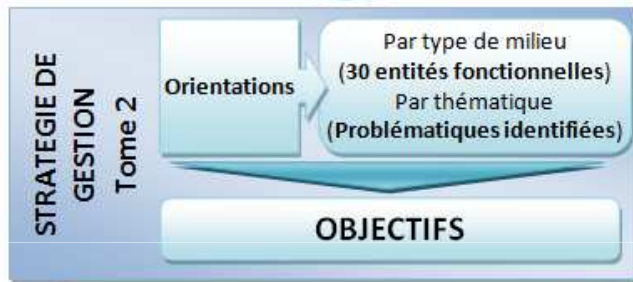 STRATEGIE DE
GESTION
Tome 2
Orientations
Par type de milieu
(30 entités fonctionnelles)
Par thématique
(Problématiques identifiées)
OBJECTIFS